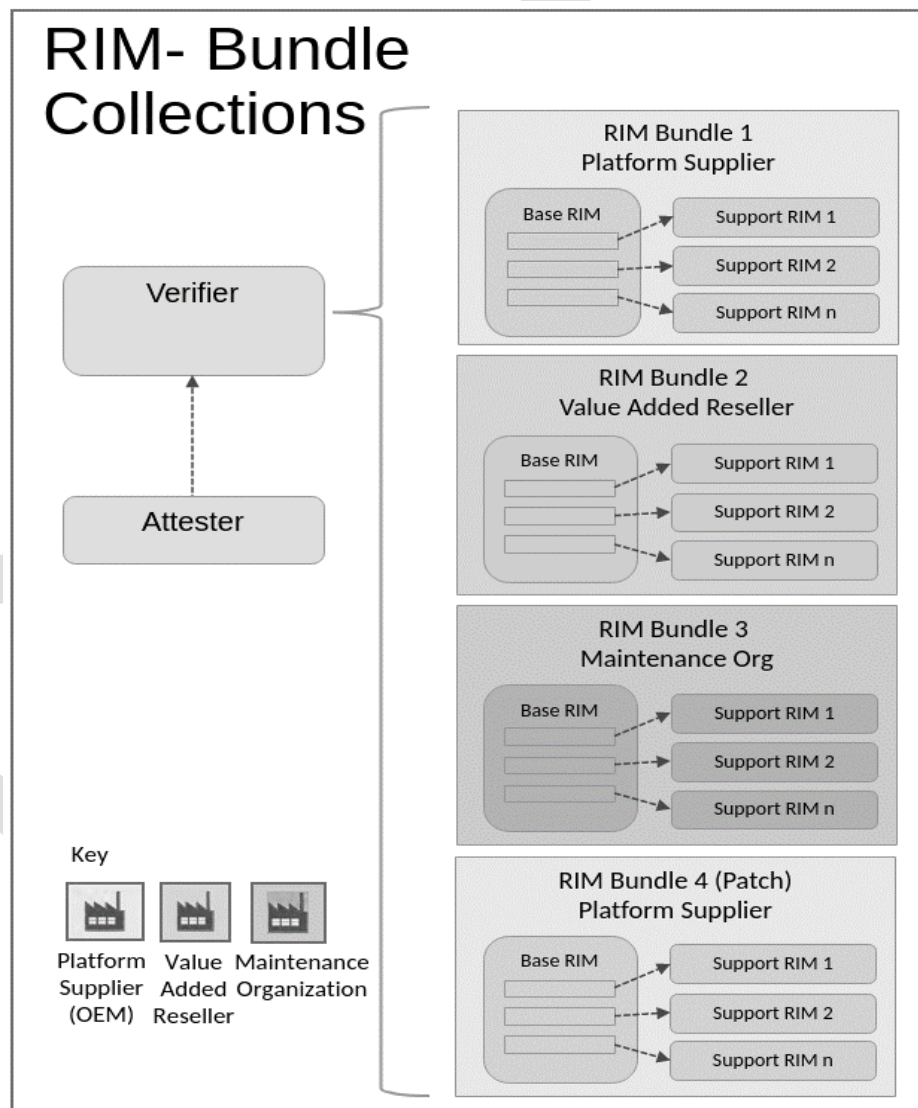 RIM- Bundle
Collections
Verifier
Attester
RIM Bundle 1
Platform Supplier
Base RIM
Support RIM 1
Support RIM 2
Support RIM n
RIM Bundle 2
Value Added Reseller
Base RIM
Support RIM 1
Support RIM 2
Support RIM n
RIM Bundle 3
Maintenance Org
Base RIM
Support RIM 1
Support RIM 2
Support RIM n
RIM Bundle 4 (Patch)
Platform Supplier
Base RIM
Support RIM 1
Support RIM 2
Support RIM n
Key
Platform
Supplier
(OEM)
Value
Added
Reseller
Maintenance
Organization